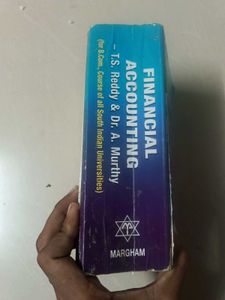 FINANCIAL
ACCOUNTING
– T.S. Reddy & Dr. A. Murthy
(for B.Com., Course of all South Indian Universities)
MARGHAM